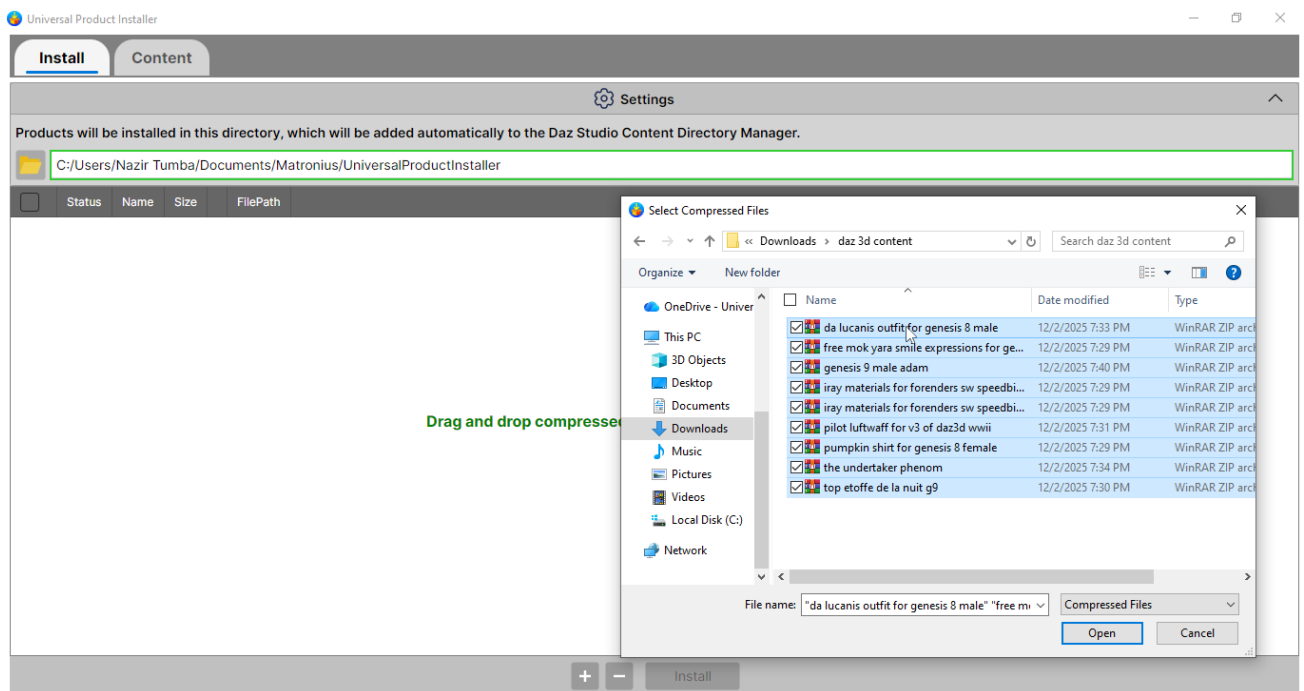 Universal Product Installer
Install
Content
Settings
Products will be installed in this directory, which will be added automatically to the Daz Studio Content Directory Manager.
C:/Users/Nazir Tumba/Documents/Matronius/UniversalProductInstaller
Status Name Size FilePath
Drag and drop compressed
Select Compressed Files
« Downloads › daz 3d content
Search daz 3d content
Organize New folder
OneDrive - Univer
This PC
3D Objects
Desktop
Documents
Downloads
Music
Pictures
Videos
Local Disk (C:)
Network
Name Date modified Type
da lucanis outfit for genesis 8 male 12/2/2025 7:33 PM WinRAR ZIP arch
free mok yara smile expressions for ge... 12/2/2025 7:29 PM WinRAR ZIP arch
genesis 9 male adam 12/2/2025 7:40 PM WinRAR ZIP arch
iray materials for forenders sw speedbi... 12/2/2025 7:29 PM WinRAR ZIP arch
iray materials for forenders sw speedbi... 12/2/2025 7:29 PM WinRAR ZIP arch
pilot luftwaff for v3 of daz3d wwii 12/2/2025 7:31 PM WinRAR ZIP arch
pumpkin shirt for genesis 8 female 12/2/2025 7:29 PM WinRAR ZIP arch
the undertaker phenom 12/2/2025 7:34 PM WinRAR ZIP arch
top etoffe de la nuit g9 12/2/2025 7:30 PM WinRAR ZIP arch
File name: "da lucanis outfit for genesis 8 male" "free m
Compressed Files
Open
Cancel
+ − Install